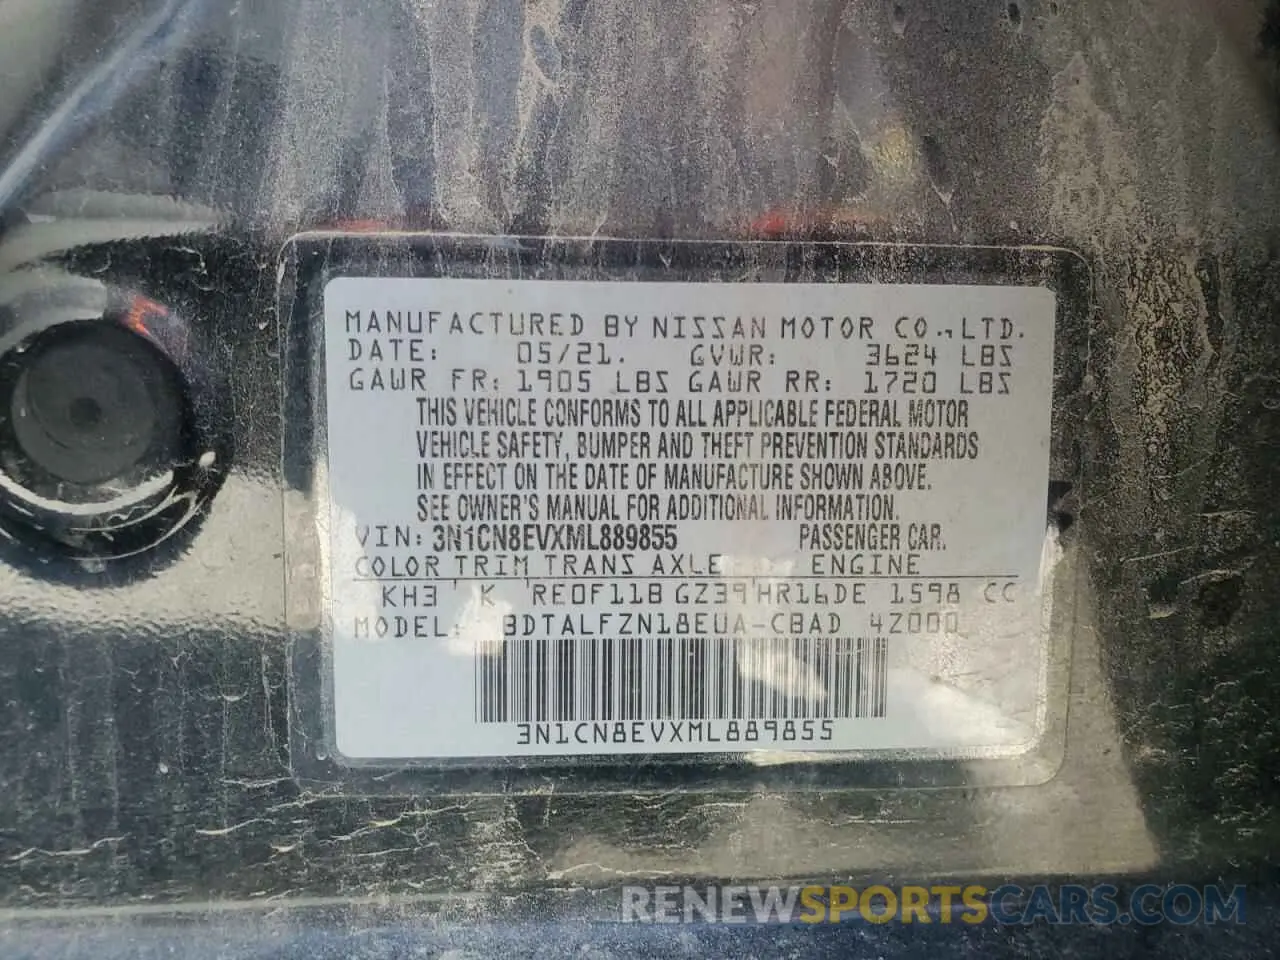 MANUFACTURED BY NISSAN MOTOR CO., LTD.
DATE: 05/21. GVWR: 3624 LBS
GAWR FR: 1905 LBS GAWR RR: 1720 LBS
THIS VEHICLE CONFORMS TO ALL APPLICABLE FEDERAL MOTOR
VEHICLE SAFETY, BUMPER AND THEFT PREVENTION STANDARDS
IN EFFECT ON THE DATE OF MANUFACTURE SHOWN ABOVE.
SEE OWNER'S MANUAL FOR ADDITIONAL INFORMATION.
VIN: 3N1CN8EVXML889855 PASSENGER CAR.
COLOR TRIM TRANS AXLE ENGINE
KH3 K RE0F11B GZ39 HR16DE 1598 CC
MODEL: BDTALFZN18EUA-CBAD 4Z000
3N1CN8EVXML889855
RENEWSPORTSCARS.COM